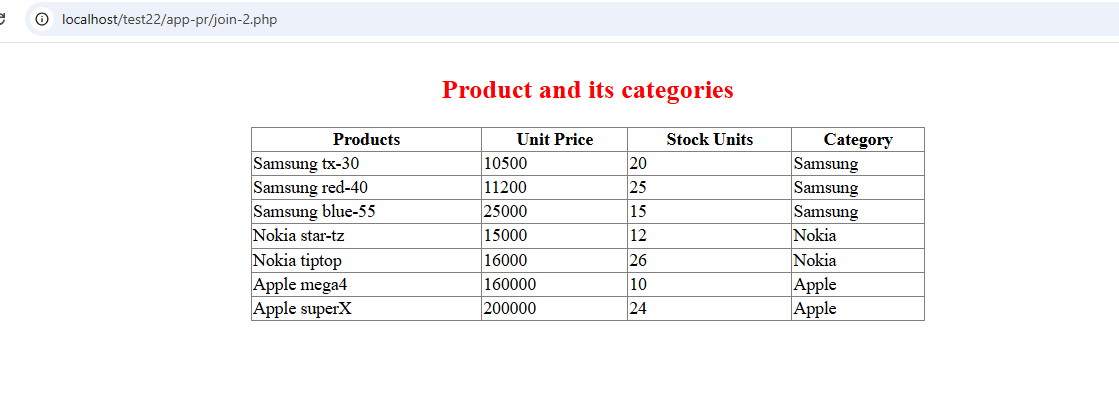 localhost/test22/app-pr/join-2.php
Product and its categories
Products Unit Price Stock Units Category
Samsung tx-30 10500 20 Samsung
Samsung red-40 11200 25 Samsung
Samsung blue-55 25000 15 Samsung
Nokia star-tz 15000 12 Nokia
Nokia tiptop 16000 26 Nokia
Apple mega4 160000 10 Apple
Apple superX 200000 24 Apple